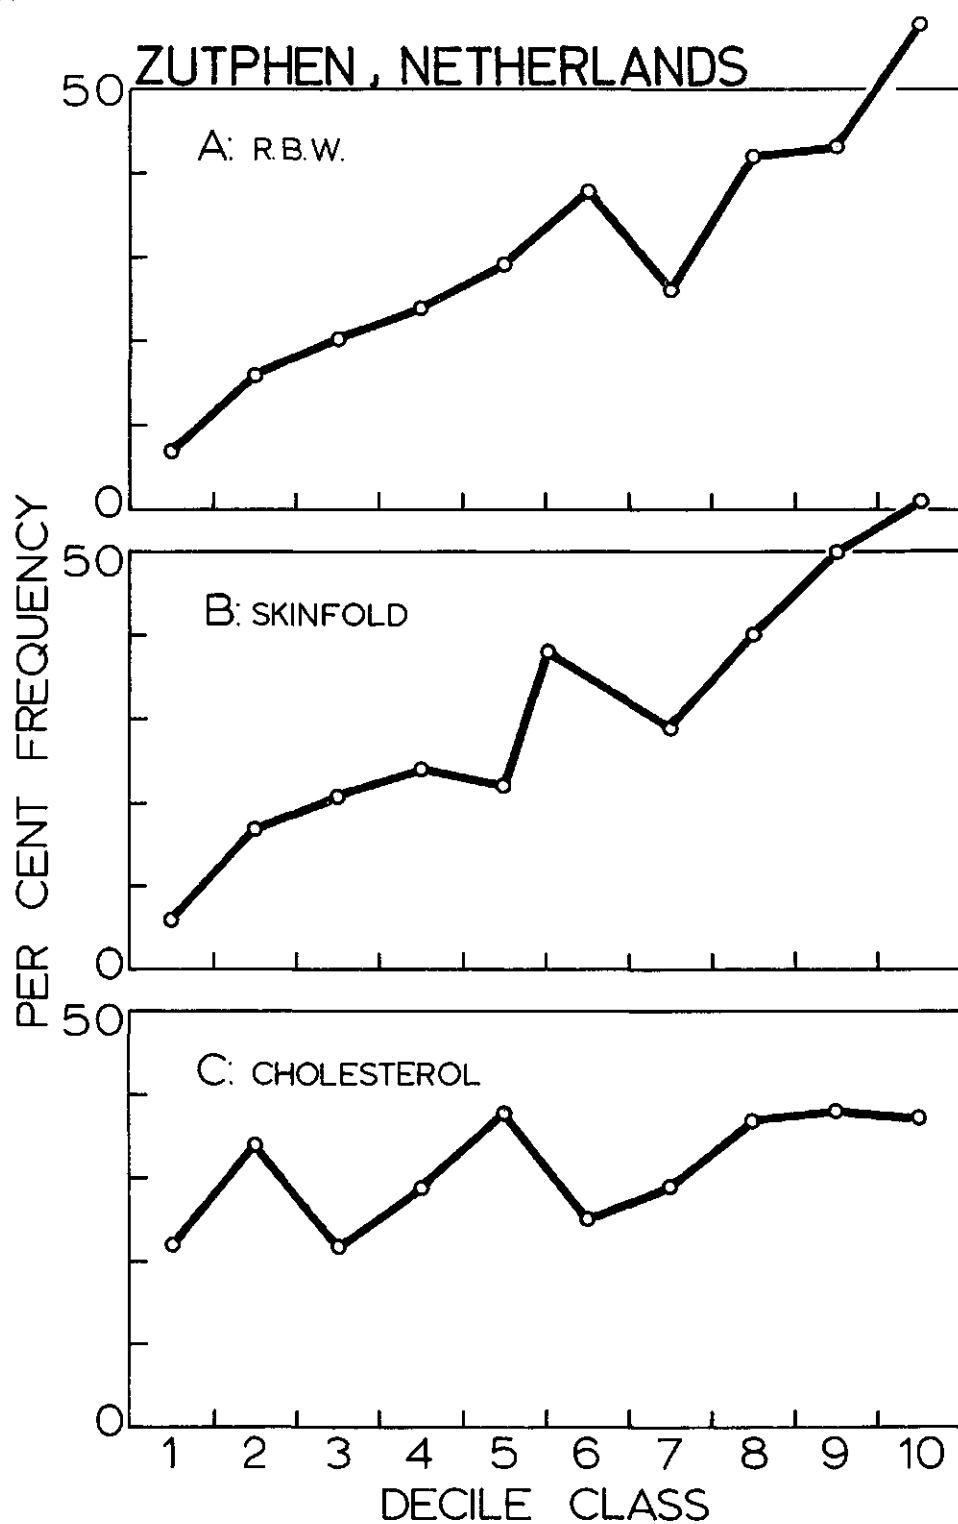 ZUTPHEN, NETHERLANDS
50
A: R.B.W.
0
50
B: SKINFOLD
PER CENT FREQUENCY
0
50
C: CHOLESTEROL
0
1 2 3 4 5 6 7 8 9 10
DECILE CLASS